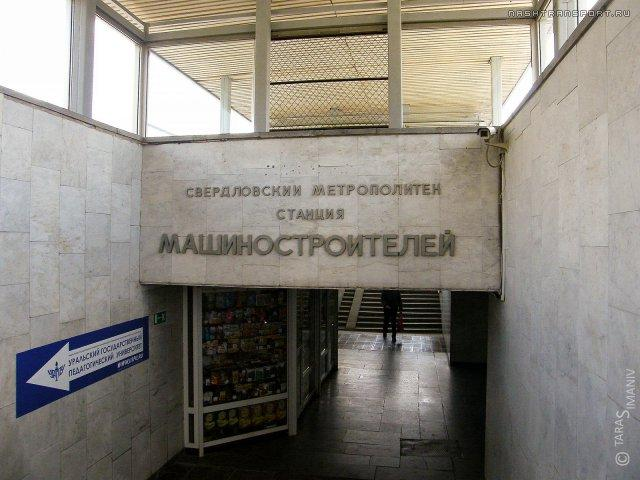 nashtransport.ru
СВЕРДЛОВСКИЙ МЕТРОПОЛИТЕН
СТАНЦИЯ
МАШИНОСТРОИТЕЛЕЙ
УРАЛЬСКИЙ ГОСУДАРСТВЕННЫЙ
ПЕДАГОГИЧЕСКИЙ УНИВЕРСИТЕТ
© TARAS SIMANIV